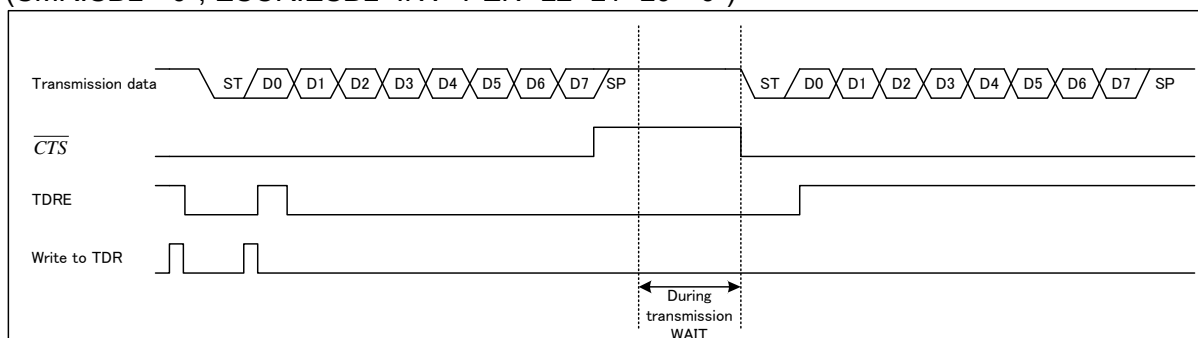 Transmission data ST D0 D1 D2 D3 D4 D5 D6 D7 SP ST D0 D1 D2 D3 D4 D5 D6 D7 SP
CTS
TDRE
Write to TDR
During
transmission
WAIT